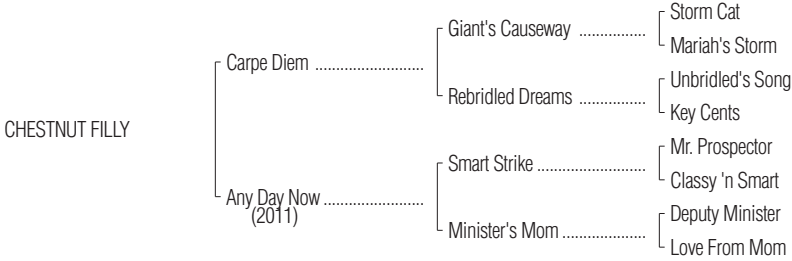 Storm Cat
Giant's Causeway ................
Mariah's Storm
Carpe Diem ..........................
Unbridled's Song
Rebridled Dreams ................
Key Cents
CHESTNUT FILLY
Mr. Prospector
Smart Strike ..........................
Classy 'n Smart
Any Day Now ........................
(2011)
Deputy Minister
Minister's Mom ....................
Love From Mom